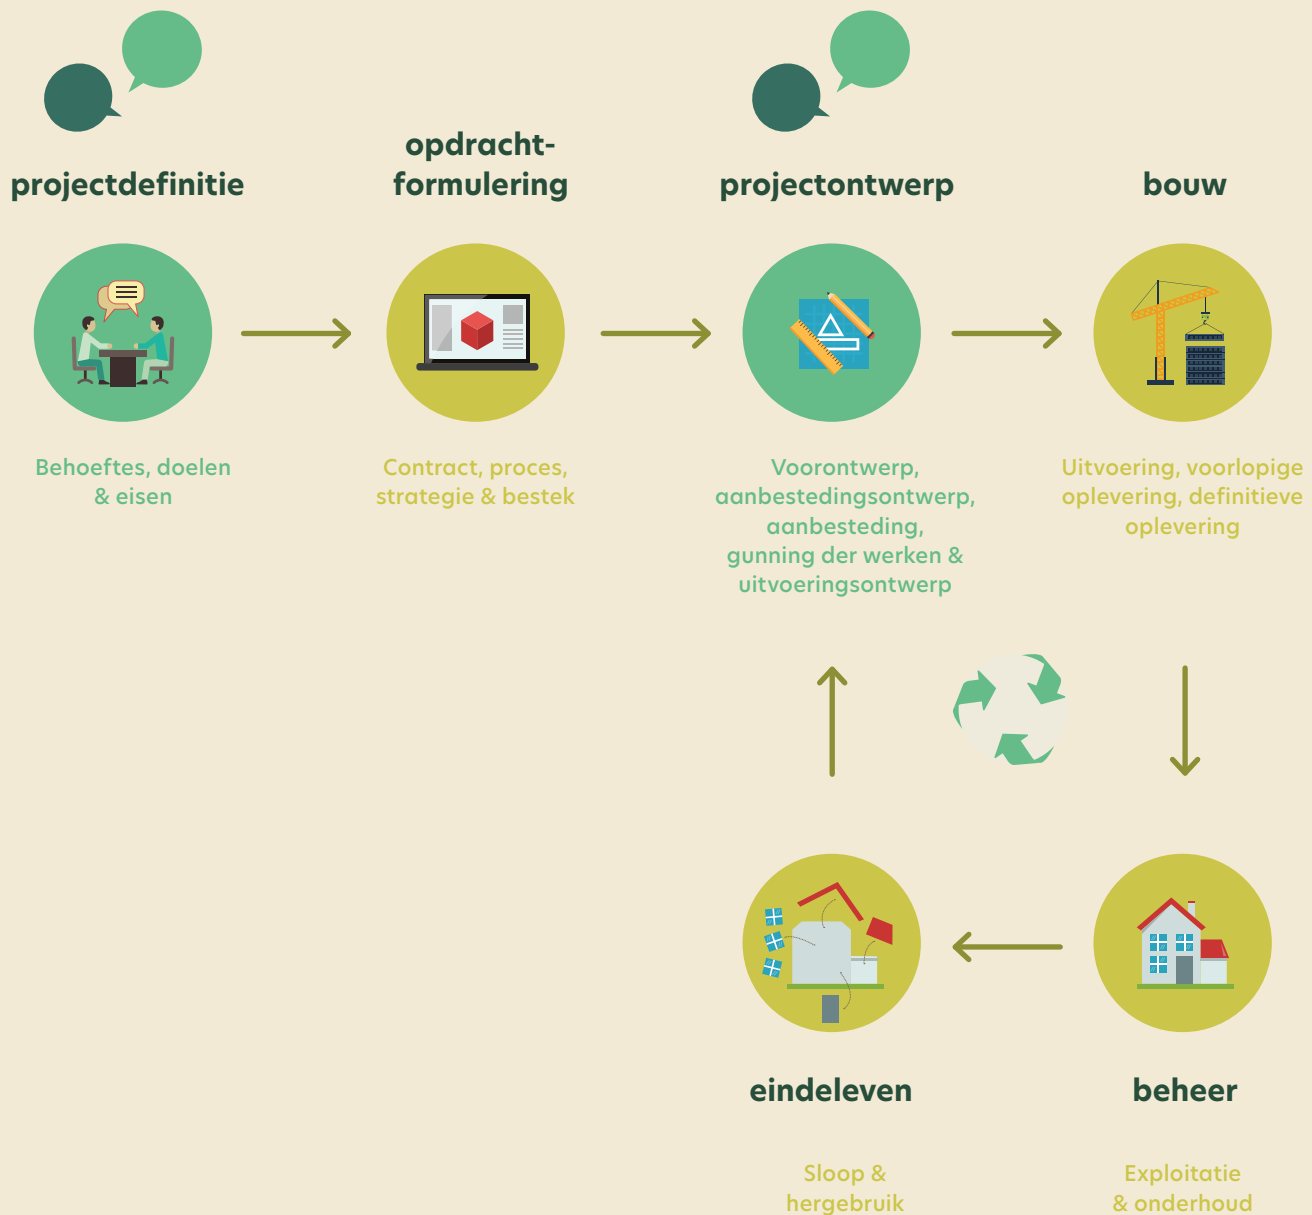 projectdefinitie
opdracht-
formulering
projectontwerp
bouw
Behoeftes, doelen
& eisen
Contract, proces,
strategie & bestek
Voorontwerp,
aanbestedingsontwerp,
aanbesteding,
gunning der werken &
uitvoeringsontwerp
Uitvoering, voorlopige
oplevering, definitieve
oplevering
eindeleven
beheer
Sloop &
hergebruik
Exploitatie
& onderhoud